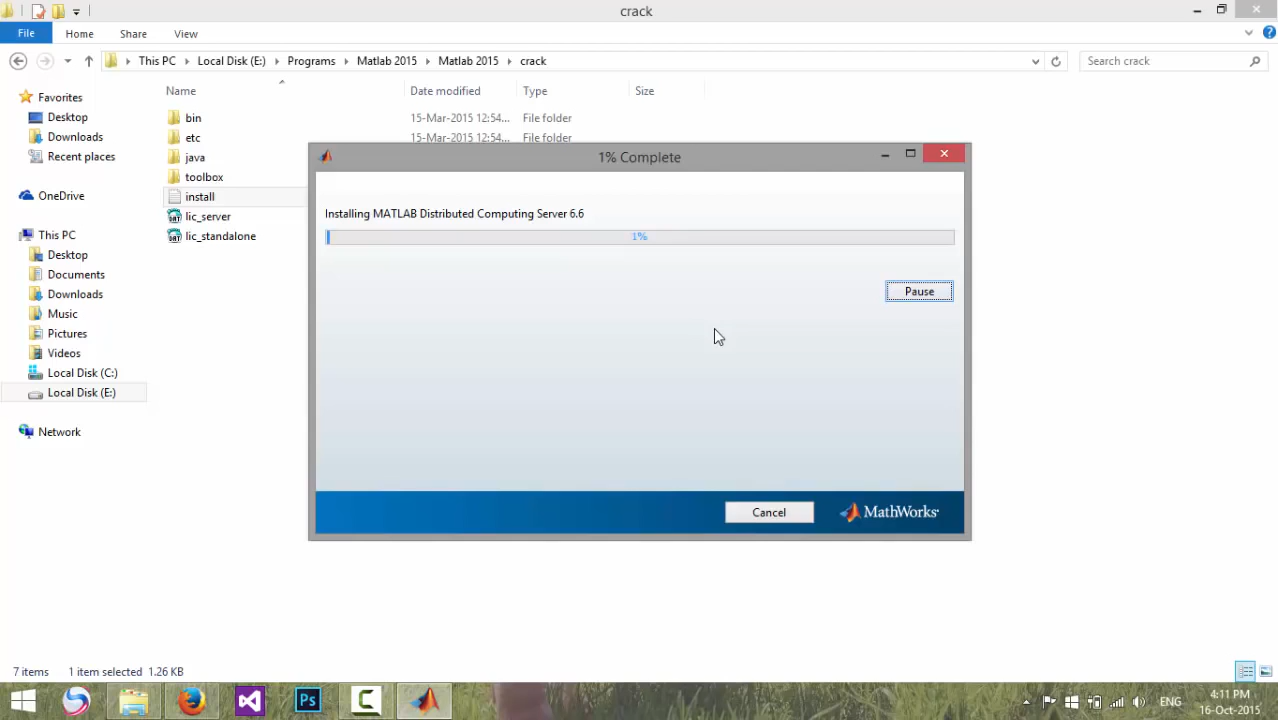 crack
File Home Share View
This PC Local Disk (E:) Programs Matlab 2015 Matlab 2015 crack
Search crack
Name Date modified Type Size
Favorites
Desktop
Downloads
Recent places
OneDrive
This PC
Desktop
Documents
Downloads
Music
Pictures
Videos
Local Disk (C:)
Local Disk (E:)
Network
bin 15-Mar-2015 12:54... File folder
etc 15-Mar-2015 12:54... File folder
java
toolbox
install
lic_server
lic_standalone
1% Complete
Installing MATLAB Distributed Computing Server 6.6
1%
Pause
Cancel
MathWorks
7 items 1 item selected 1.26 KB
Ps
ENG
4:11 PM
16-Oct-2015